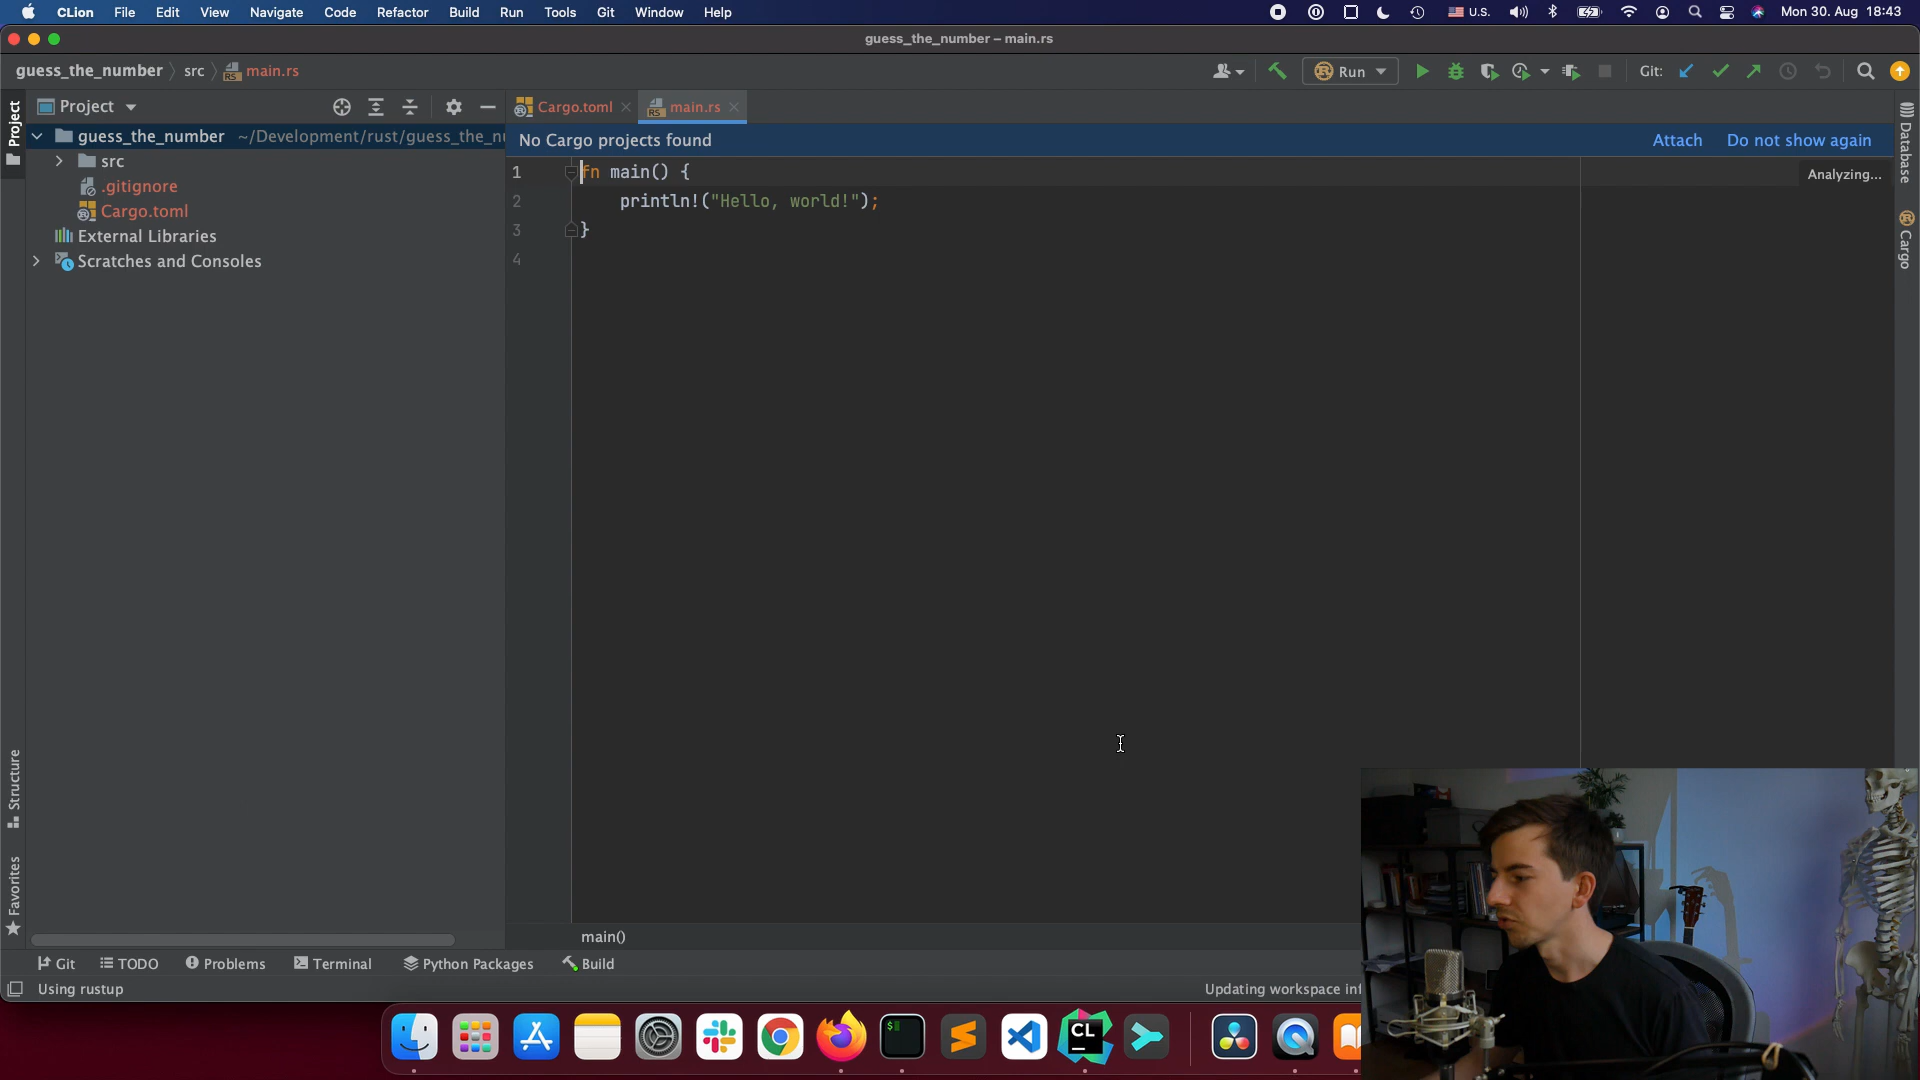 CLion File Edit View Navigate Code Refactor Build Run Tools Git Window Help U.S. Mon 30. Aug 18:43
guess_the_number – main.rs
guess_the_number src main.rs Run Git:
Project Cargo.toml main.rs
guess_the_number ~/Development/rust/guess_the_nu
No Cargo projects found Attach Do not show again
src
.gitignore
Cargo.toml
External Libraries
Scratches and Consoles
1 fn main() {
2 println!("Hello, world!");
3 }
4
Analyzing...
Project
Structure
Favorites
Database
Cargo
main()
Git TODO Problems Terminal Python Packages Build
Using rustup Updating workspace inf
$
CL